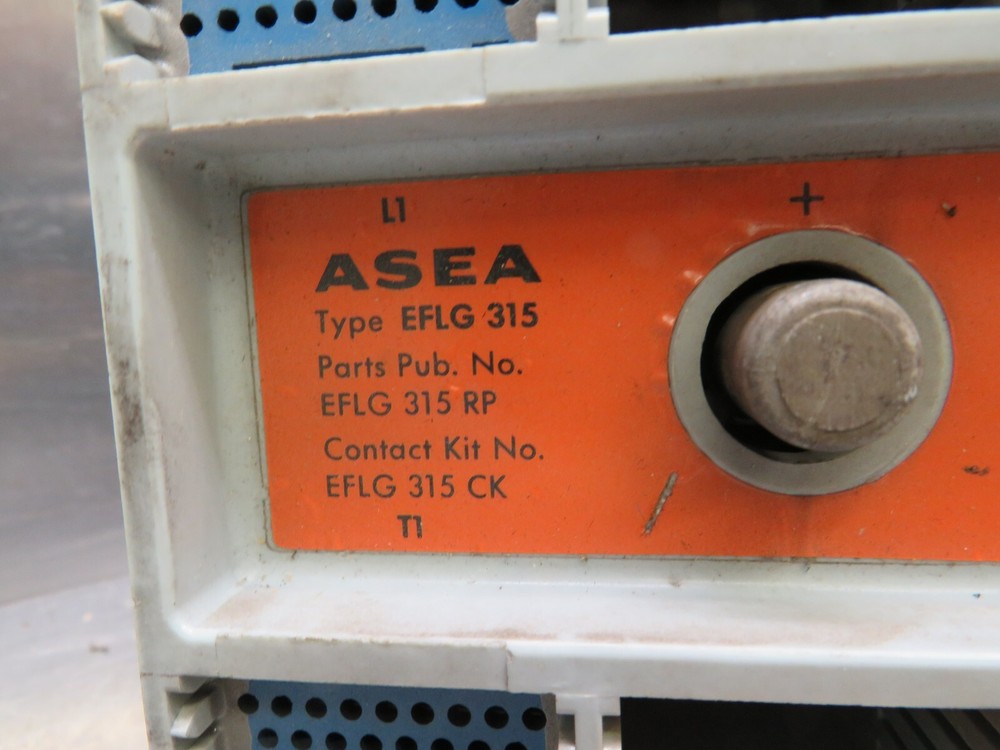 L1
+
ASEA
Type EFLG 315
Parts Pub. No.
EFLG 315 RP
Contact Kit No.
EFLG 315 CK
T1